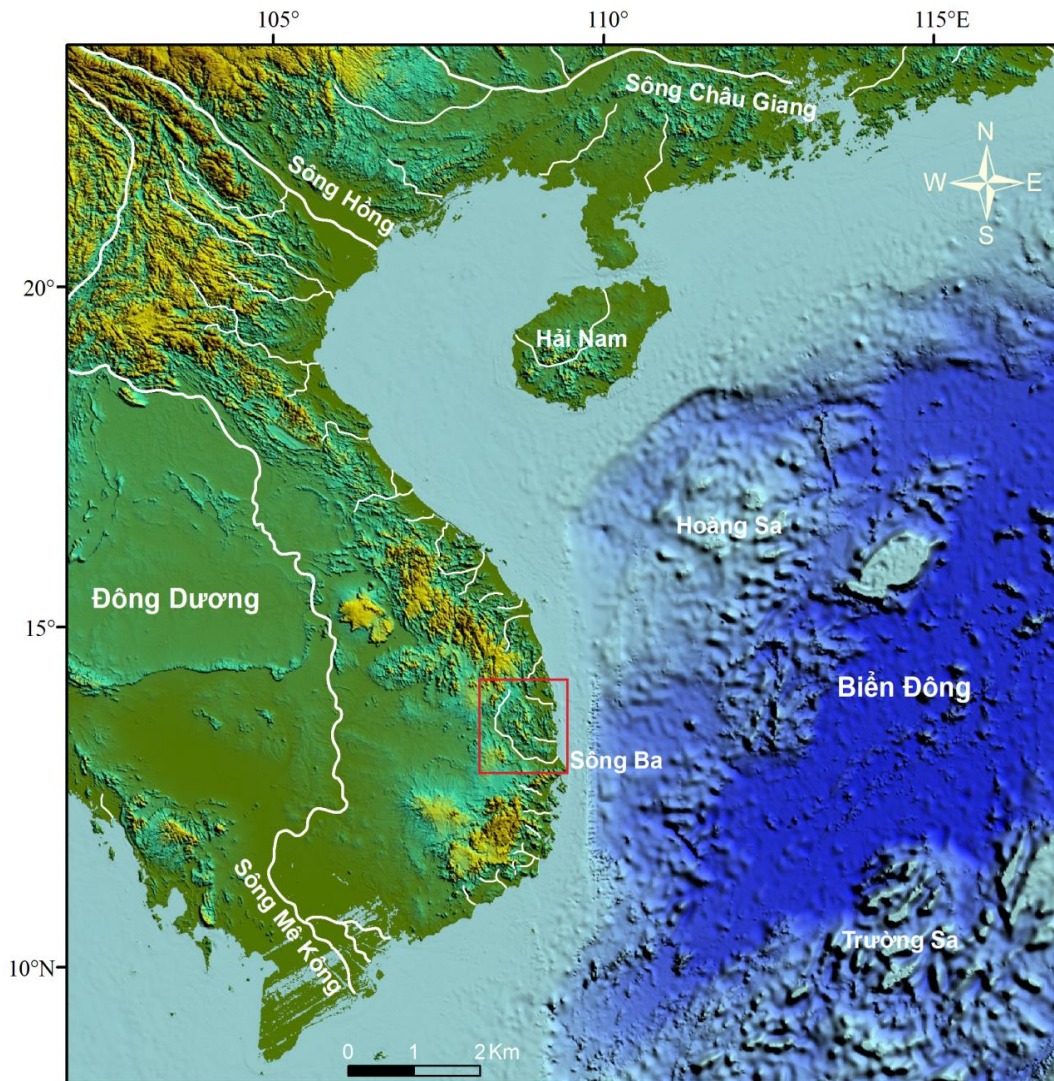 105°
110°
115°E
Sông Châu Giang
N
W
E
S
Sông Hồng
20°
Hải Nam
Hoàng Sa
Đông Dương
15°
Biển Đông
Sông Ba
Sông Mê Kông
Trường Sa
10°N
0 1 2 Km